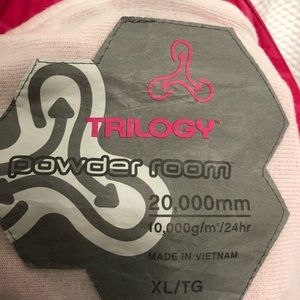 TRILOGY
powder room
20,000mm
10,000g/m²/24hr
MADE IN VIETNAM
XL/TG